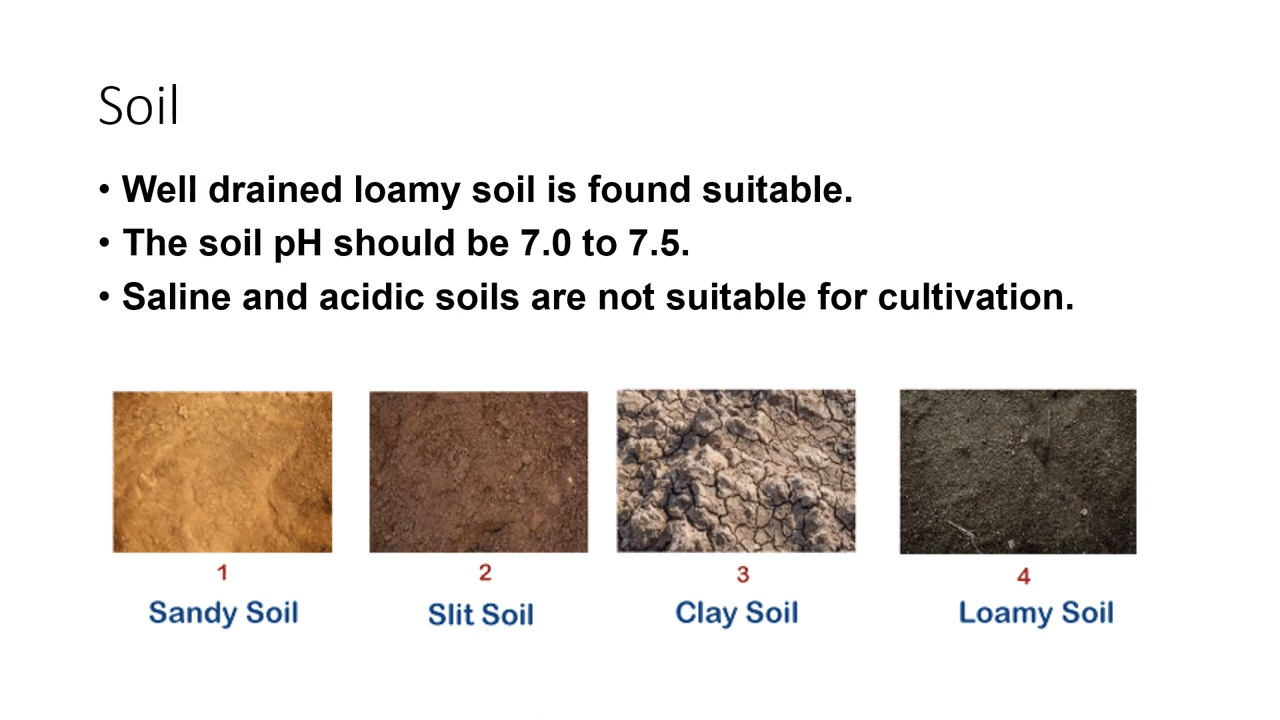 Soil
• Well drained loamy soil is found suitable.
• The soil pH should be 7.0 to 7.5.
• Saline and acidic soils are not suitable for cultivation.
1 2 3 4
Sandy Soil Slit Soil Clay Soil Loamy Soil